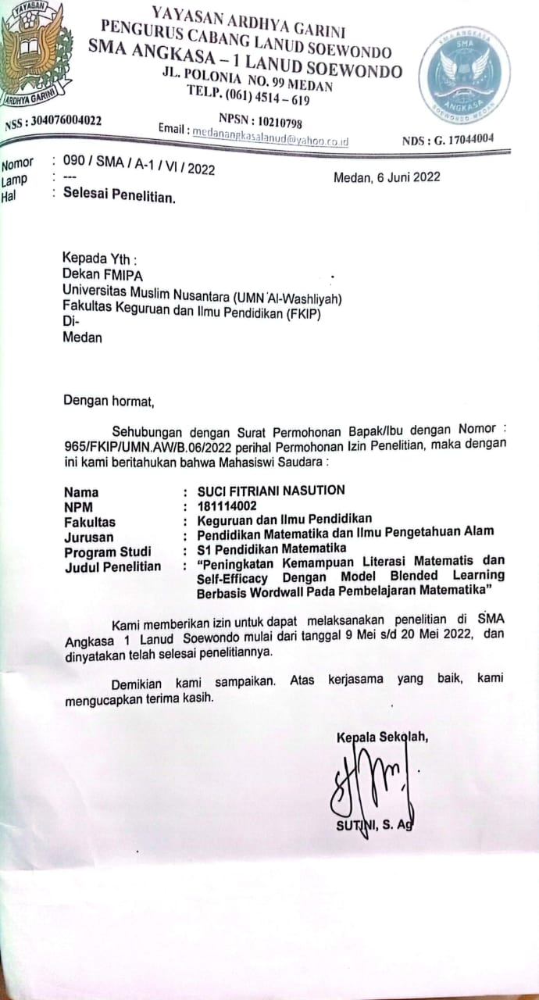 YAYASAN
ARDHYA GARINI
YAYASAN ARDHYA GARINI
PENGURUS CABANG LANUD SOEWONDO
SMA ANGKASA – 1 LANUD SOEWONDO
JL. POLONIA NO. 99 MEDAN
TELP. (061) 4514 – 619
SMA ANGKASA
SMA
ANGKASA
SOEWONDO MEDAN
NSS : 304076004022
NPSN : 10210798
Email : medanangkasalanud@yahoo.co.id
NDS : G. 17044004
Nomor : 090 / SMA / A-1 / VI / 2022
Medan, 6 Juni 2022
Lamp : ---
Hal : Selesai Penelitian.
Kepada Yth :
Dekan FMIPA
Universitas Muslim Nusantara (UMN Al-Washliyah)
Fakultas Keguruan dan Ilmu Pendidikan (FKIP)
Di-
Medan
Dengan hormat,
Sehubungan dengan Surat Permohonan Bapak/Ibu dengan Nomor :
965/FKIP/UMN.AW/B.06/2022 perihal Permohonan Izin Penelitian, maka dengan
ini kami beritahukan bahwa Mahasiswi Saudara :
Nama : SUCI FITRIANI NASUTION
NPM : 181114002
Fakultas : Keguruan dan Ilmu Pendidikan
Jurusan : Pendidikan Matematika dan Ilmu Pengetahuan Alam
Program Studi : S1 Pendidikan Matematika
Judul Penelitian : “Peningkatan Kemampuan Literasi Matematis dan
Self-Efficacy Dengan Model Blended Learning
Berbasis Wordwall Pada Pembelajaran Matematika”
Kami memberikan izin untuk dapat melaksanakan penelitian di SMA
Angkasa 1 Lanud Soewondo mulai dari tanggal 9 Mei s/d 20 Mei 2022, dan
dinyatakan telah selesai penelitiannya.
Demikian kami sampaikan. Atas kerjasama yang baik, kami
mengucapkan terima kasih.
Kepala Sekolah,
SUTINI, S. Ag